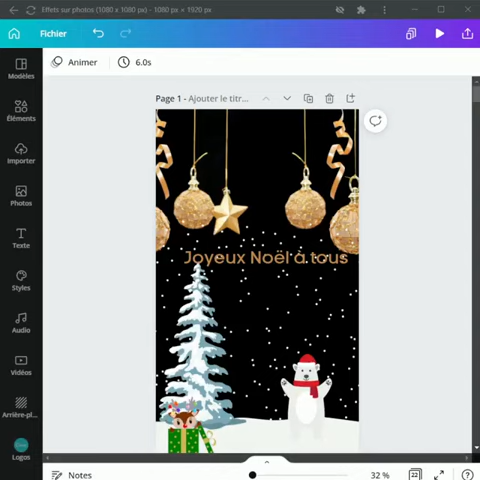 Effets sur photos (1080 x 1080 px) - 1080 px × 1920 px
Fichier
Animer
6.0s
Modèles
Éléments
Importer
Photos
Texte
Styles
Audio
Vidéos
Arrière-pl...
Logos
Page 1 - Ajouter le titr...
Joyeux Noël à tous
Notes
32 %
22